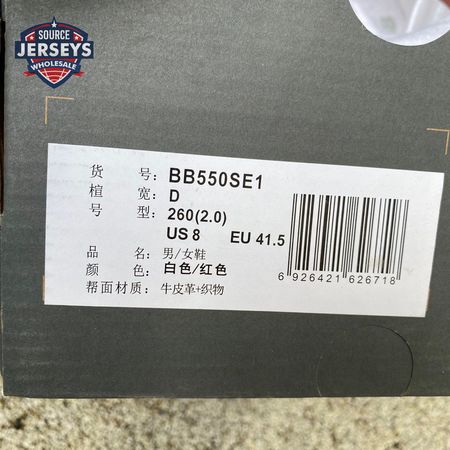 SOURCE
JERSEYS
WHOLESALE
货 号: BB550SE1
楦 宽: D
号 型: 260(2.0)
US 8 EU 41.5
品 名: 男/女鞋
颜 色: 白色/红色
帮面材质: 牛皮革+织物
6 926421 626718